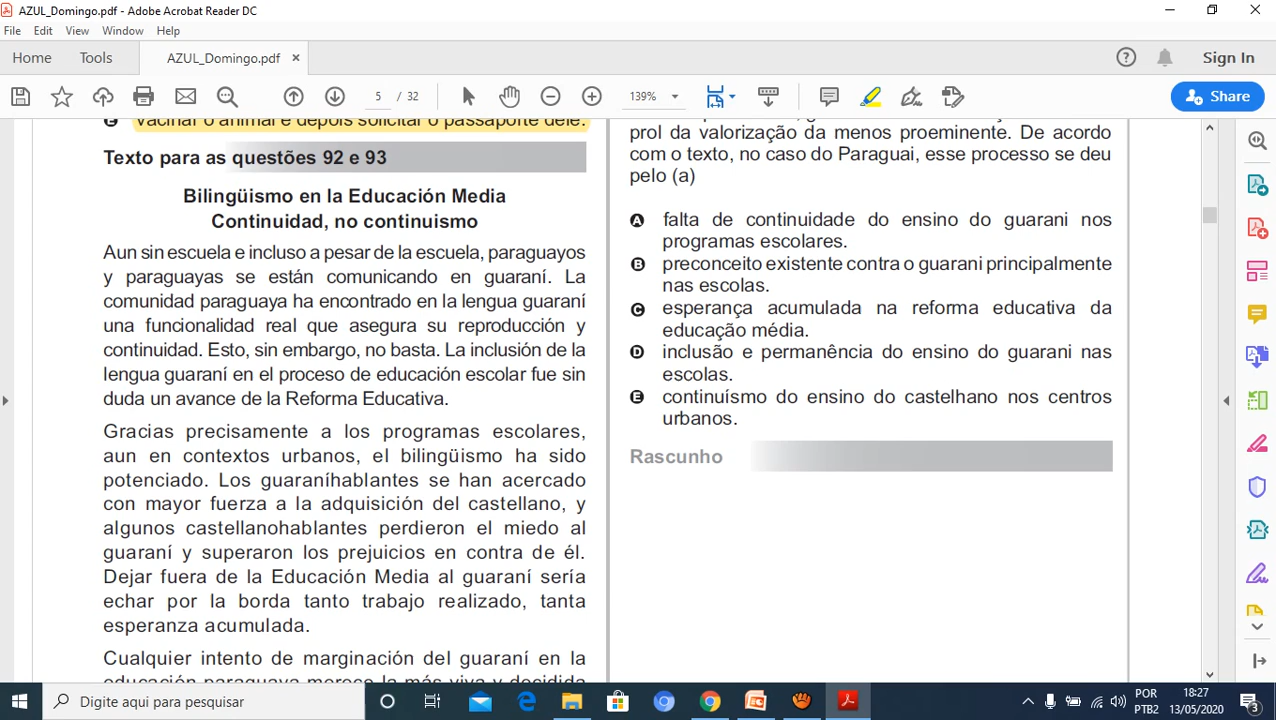 AZUL_Domingo.pdf - Adobe Acrobat Reader DC
File Edit View Window Help
Home Tools AZUL_Domingo.pdf × Sign In
5 / 32 139% Share
Vacinar o animal e depois solicitar o passaporte dele.
Texto para as questões 92 e 93
Bilingüismo en la Educación Media
Continuidad, no continuismo
Aun sin escuela e incluso a pesar de la escuela, paraguayos
y paraguayas se están comunicando en guaraní. La
comunidad paraguaya ha encontrado en la lengua guaraní
una funcionalidad real que asegura su reproducción y
continuidad. Esto, sin embargo, no basta. La inclusión de la
lengua guaraní en el proceso de educación escolar fue sin
duda un avance de la Reforma Educativa.
Gracias precisamente a los programas escolares,
aun en contextos urbanos, el bilingüismo ha sido
potenciado. Los guaraníhablantes se han acercado
con mayor fuerza a la adquisición del castellano, y
algunos castellanohablantes perdieron el miedo al
guaraní y superaron los prejuicios en contra de él.
Dejar fuera de la Educación Media al guaraní sería
echar por la borda tanto trabajo realizado, tanta
esperanza acumulada.
Cualquier intento de marginación del guaraní en la
educación paraguaya merece la más viva y decidida
prol da valorização da menos proeminente. De acordo
com o texto, no caso do Paraguai, esse processo se deu
pelo (a)
A falta de continuidade do ensino do guarani nos
programas escolares.
B preconceito existente contra o guarani principalmente
nas escolas.
C esperança acumulada na reforma educativa da
educação média.
D inclusão e permanência do ensino do guarani nas
escolas.
E continuísmo do ensino do castelhano nos centros
urbanos.
Rascunho
Digite aqui para pesquisar
POR
PTB2
18:27
13/05/2020
3